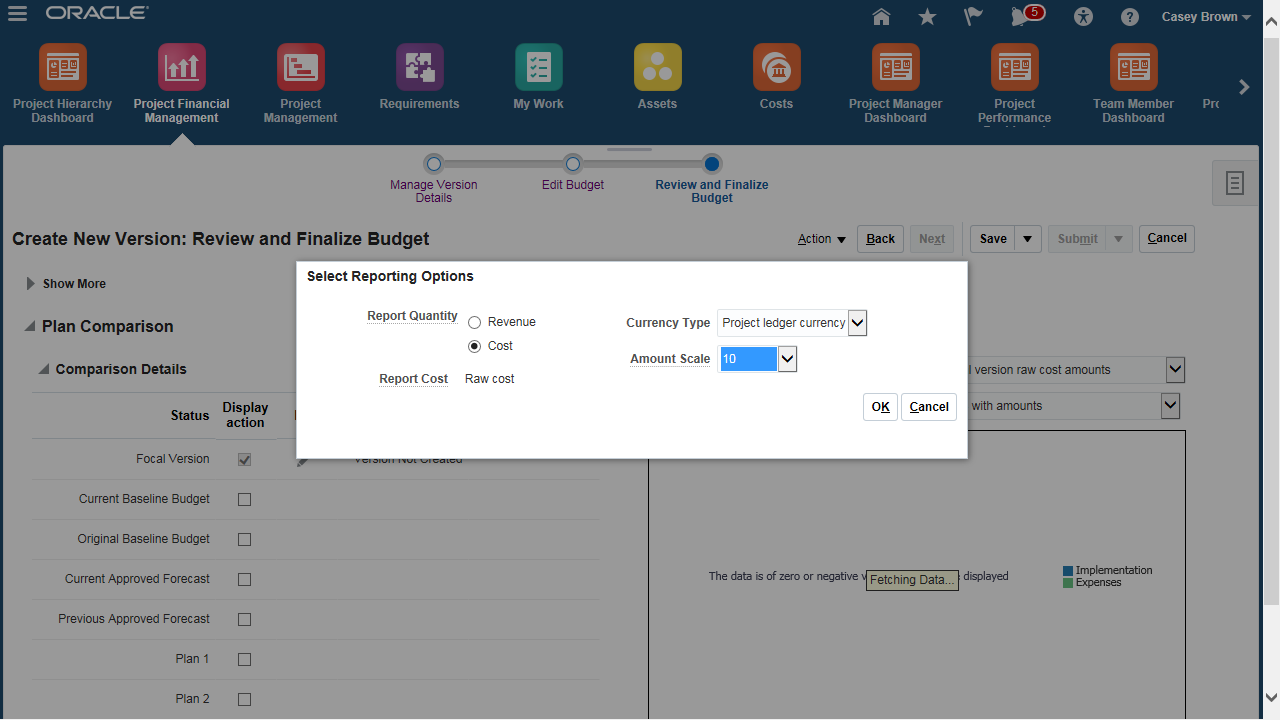 ORACLE
5
Casey Brown
Project Hierarchy
Dashboard
Project Financial
Management
Project
Management
Requirements
My Work
Assets
Costs
Project Manager
Dashboard
Project
Performance
Team Member
Dashboard
Manage Version
Details
Edit Budget
Review and Finalize
Budget
Create New Version: Review and Finalize Budget
Action
Back
Next
Save
Submit
Cancel
Show More
Select Reporting Options
Report Quantity
Revenue
Cost
Report Cost
Raw cost
Currency Type
Project ledger currency
Amount Scale
10
OK
Cancel
Plan Comparison
Comparison Details
version raw cost amounts
with amounts
Status
Display
action
Focal Version
Version Not Created
Current Baseline Budget
Original Baseline Budget
Current Approved Forecast
Previous Approved Forecast
Plan 1
Plan 2
The data is of zero or negative
displayed
Fetching Data...
Implementation
Expenses